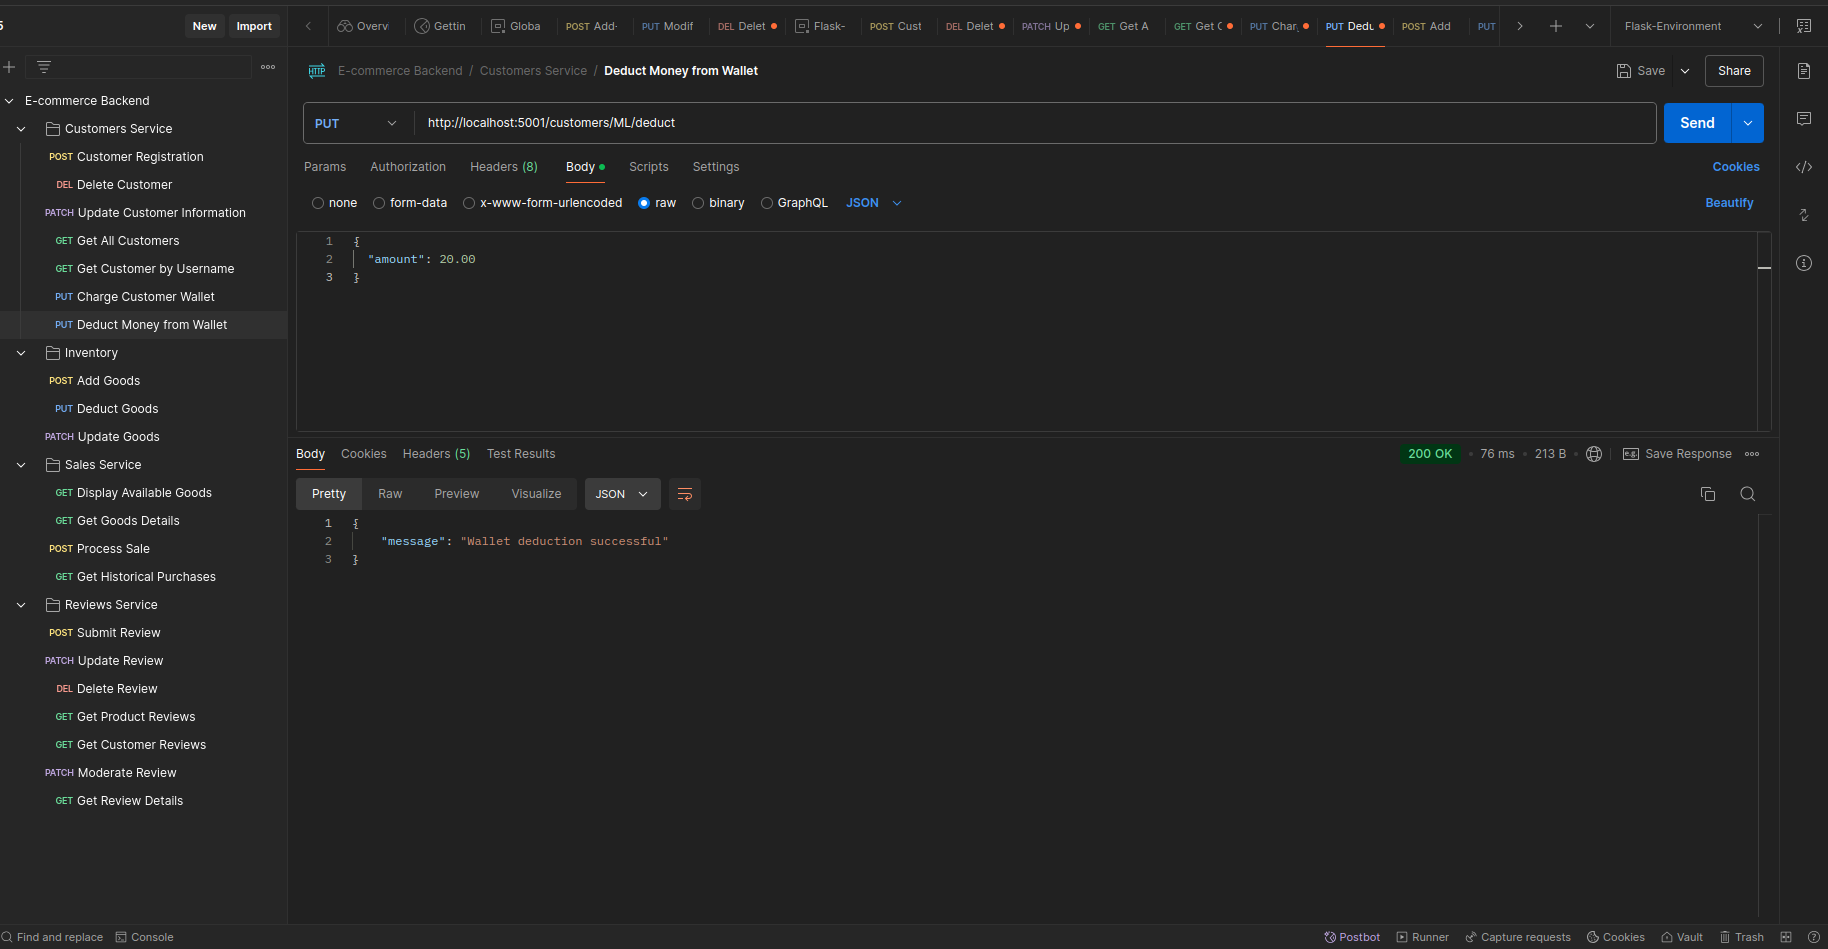 5
New Import
Overv
Gettin
Globa
POST Add-
PUT Modif
DEL Delet
Flask-
POST Cust
DEL Delet
PATCH Up
GET Get A
GET Get C
PUT Char
PUT Dedu
POST Add
PUT
Flask-Environment
E-commerce Backend / Customers Service / Deduct Money from Wallet
Save
Share
PUT
http://localhost:5001/customers/ML/deduct
Send
Params Authorization Headers (8) Body Scripts Settings
Cookies
none form-data x-www-form-urlencoded raw binary GraphQL JSON
Beautify
1 {
2 "amount": 20.00
3 }
E-commerce Backend
Customers Service
POST Customer Registration
DEL Delete Customer
PATCH Update Customer Information
GET Get All Customers
GET Get Customer by Username
PUT Charge Customer Wallet
PUT Deduct Money from Wallet
Inventory
POST Add Goods
PUT Deduct Goods
PATCH Update Goods
Sales Service
GET Display Available Goods
GET Get Goods Details
POST Process Sale
GET Get Historical Purchases
Reviews Service
POST Submit Review
PATCH Update Review
DEL Delete Review
GET Get Product Reviews
GET Get Customer Reviews
PATCH Moderate Review
GET Get Review Details
Body Cookies Headers (5) Test Results
200 OK • 76 ms • 213 B •
e.g. Save Response
Pretty Raw Preview Visualize JSON
1 {
2 "message": "Wallet deduction successful"
3 }
Find and replace Console
Postbot Runner Capture requests Cookies Vault Trash